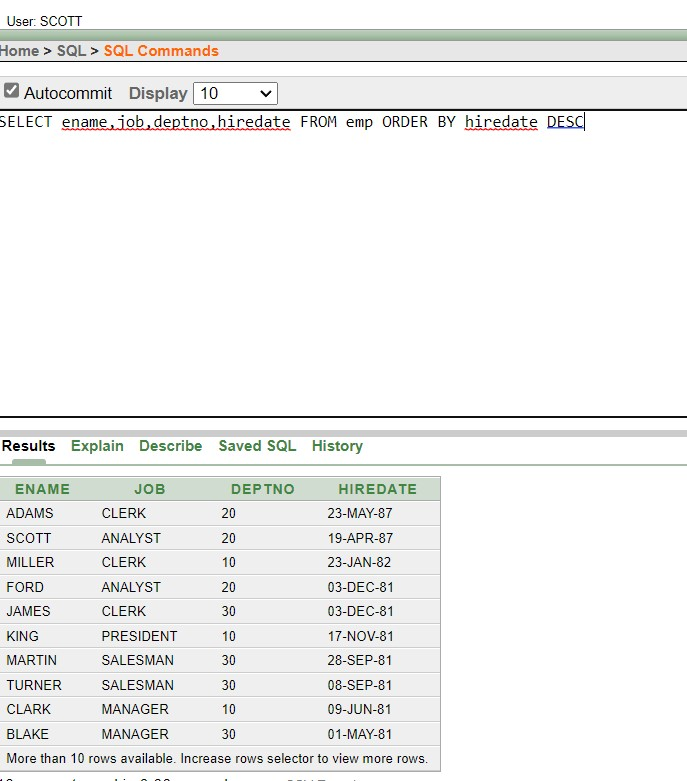 User: SCOTT
Home > SQL > SQL Commands
Autocommit Display 10
SELECT ename,job,deptno,hiredate FROM emp ORDER BY hiredate DESC
Results Explain Describe Saved SQL History
ENAME JOB DEPTNO HIREDATE
ADAMS CLERK 20 23-MAY-87
SCOTT ANALYST 20 19-APR-87
MILLER CLERK 10 23-JAN-82
FORD ANALYST 20 03-DEC-81
JAMES CLERK 30 03-DEC-81
KING PRESIDENT 10 17-NOV-81
MARTIN SALESMAN 30 28-SEP-81
TURNER SALESMAN 30 08-SEP-81
CLARK MANAGER 10 09-JUN-81
BLAKE MANAGER 30 01-MAY-81
More than 10 rows available. Increase rows selector to view more rows.